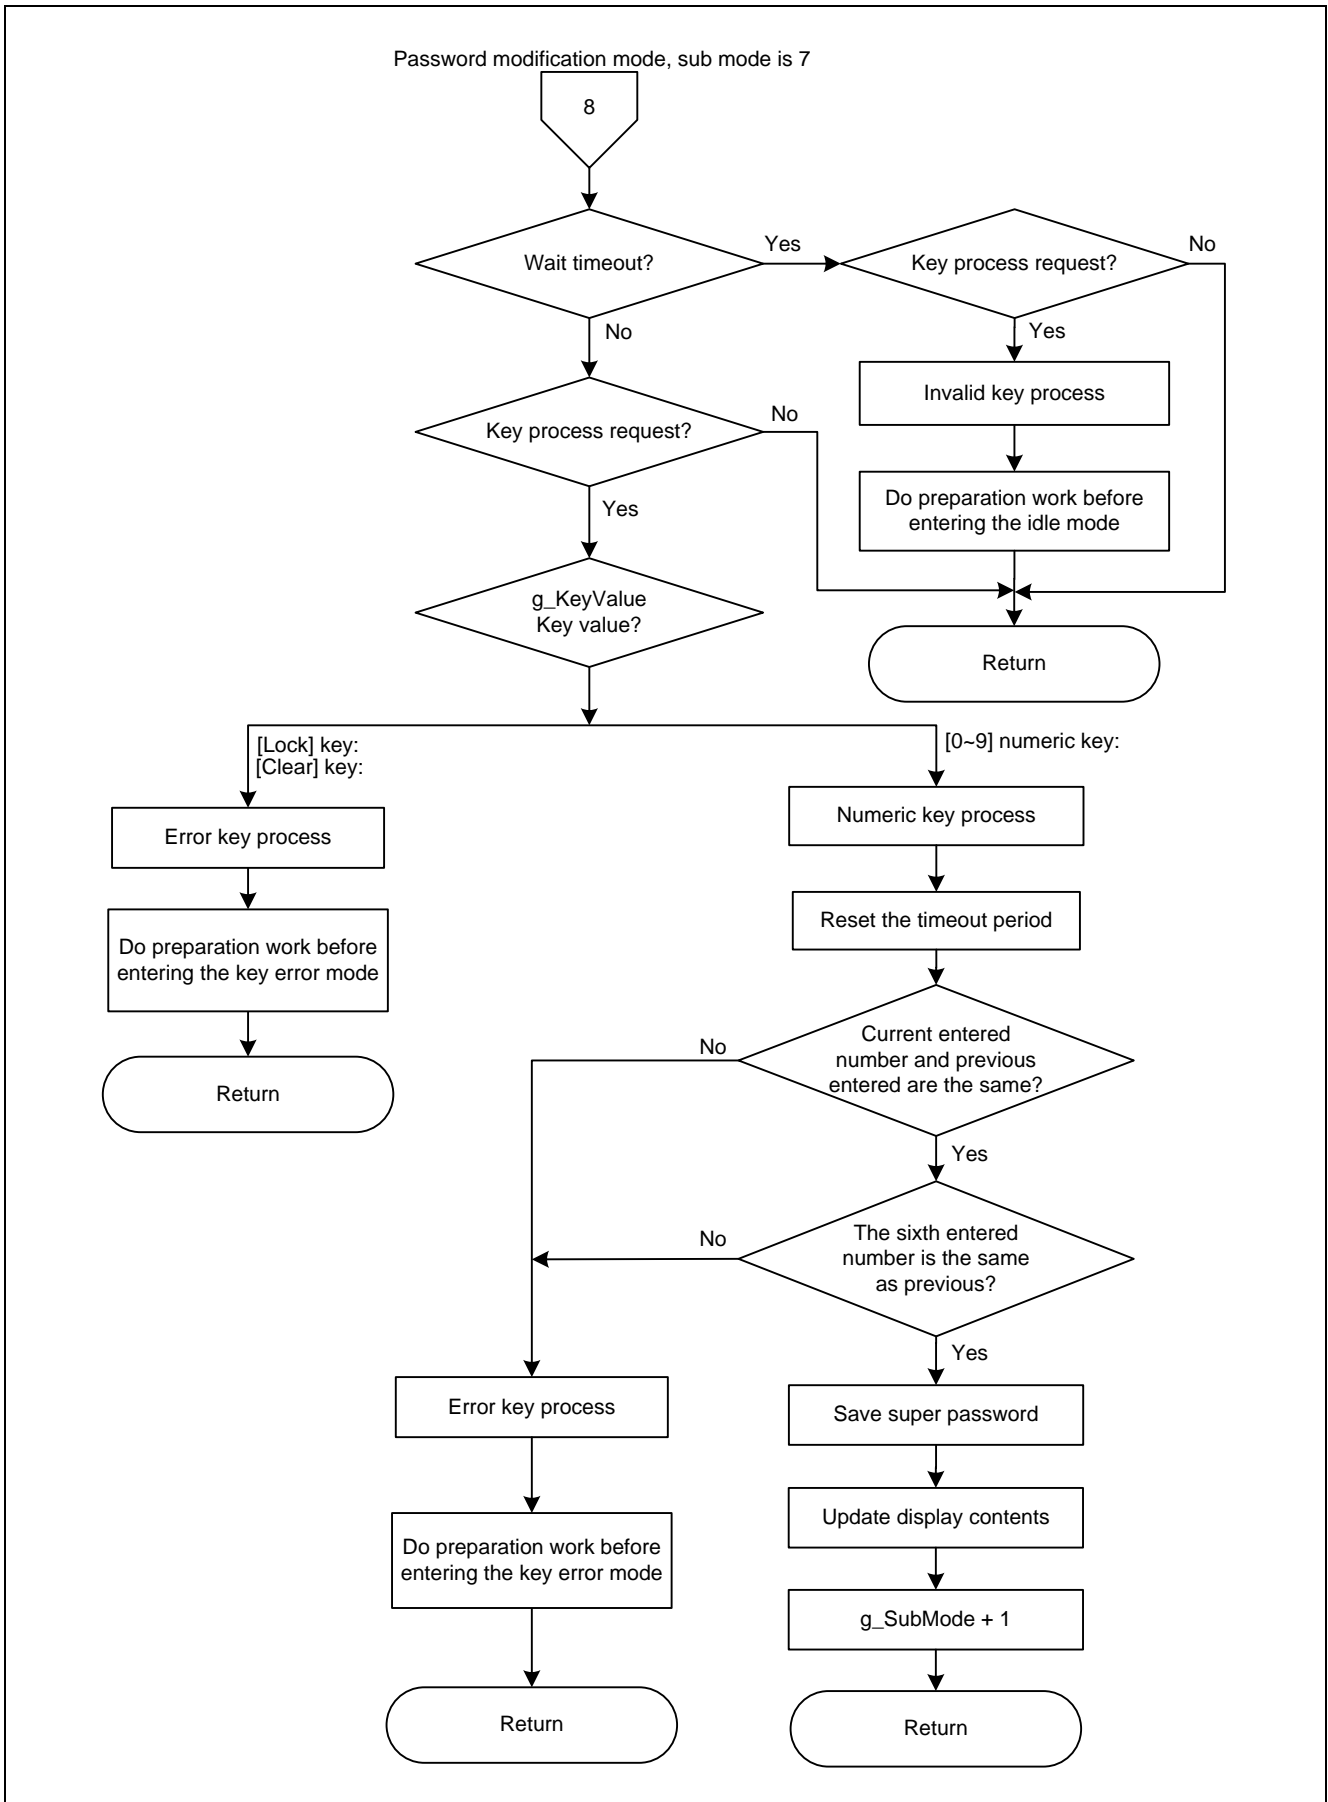 Password modification mode, sub mode is 7
8
Wait timeout?
Yes
Key process request?
No
No
Yes
Invalid key process
Key process request?
No
Do preparation work before
entering the idle mode
Yes
g_KeyValue
Key value?
Return
[Lock] key:
[Clear] key:
[0~9] numeric key:
Error key process
Numeric key process
Do preparation work before
entering the key error mode
Reset the timeout period
Return
Current entered
number and previous
entered are the same?
No
Yes
The sixth entered
number is the same
as previous?
No
Yes
Error key process
Save super password
Do preparation work before
entering the key error mode
Update display contents
g_SubMode + 1
Return
Return